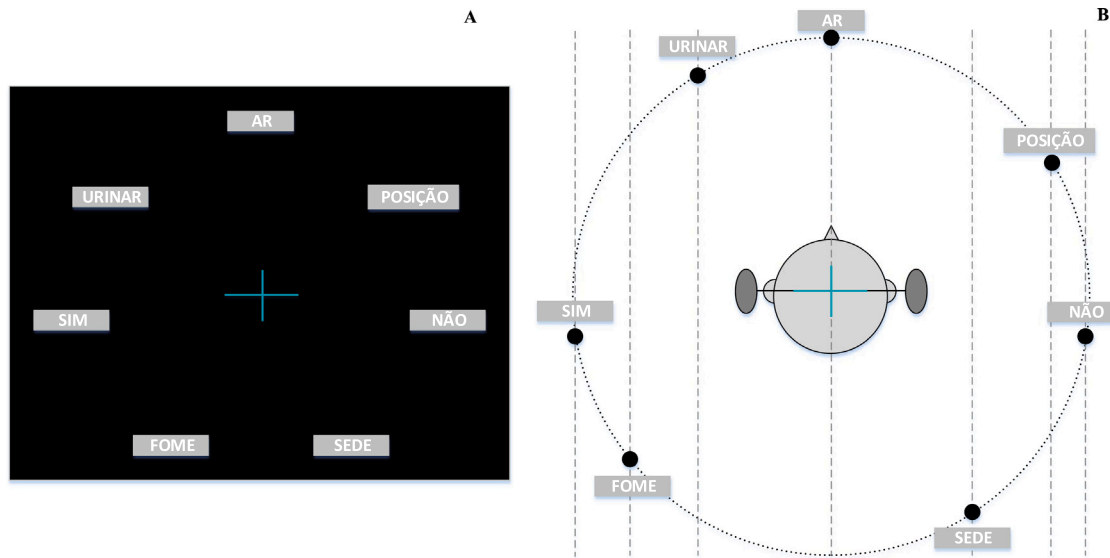 A
AR
URINAR
POSIÇÃO
SIM
NÃO
FOME
SEDE
B
AR
URINAR
POSIÇÃO
SIM
NÃO
FOME
SEDE